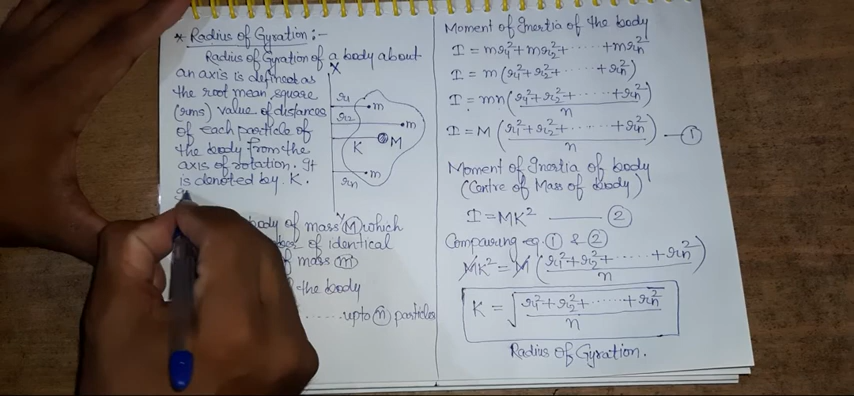 * Radius of Gyration :-
Radius of Gyration of a body about
an axis is defined as
the root mean square
(rms) value of distances
of each particle of
the body from the
axis of rotation. It
is denoted by K.
X
r1 m
r2 m
K M
rn m
Y
body of mass M which
of identical
mass m
the body
...... upto n particles
Moment of Inertia of the body
I = mr1² + mr2² + ...... + mrn²
I = m (r1² + r2² + ...... + rn²)
I = mn (r1² + r2² + ...... + rn²) / n
I = M (r1² + r2² + ...... + rn²) / n — 1
Moment of Inertia of body
(Centre of Mass of body)
I = MK² — 2
Comparing eq. 1 & 2
MK² = M (r1² + r2² + ...... + rn²) / n
K = √(r1² + r2² + ...... + rn²) / n
Radius of Gyration.